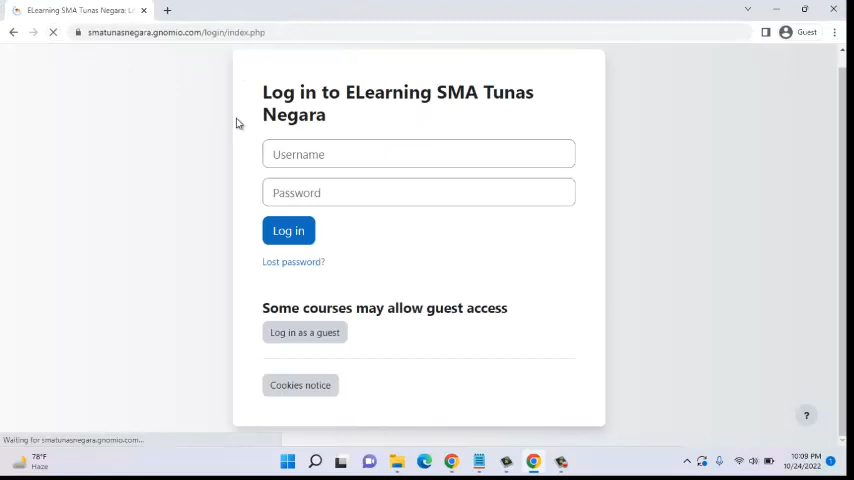 ELearning SMA Tunas Negara: L
smatunasnegara.gnomio.com/login/index.php
Guest
Log in to ELearning SMA Tunas
Negara
Username
Password
Log in
Lost password?
Some courses may allow guest access
Log in as a guest
Cookies notice
?
Waiting for smatunasnegara.gnomio.com...
78°F
Haze
10:09 PM
10/24/2022
1